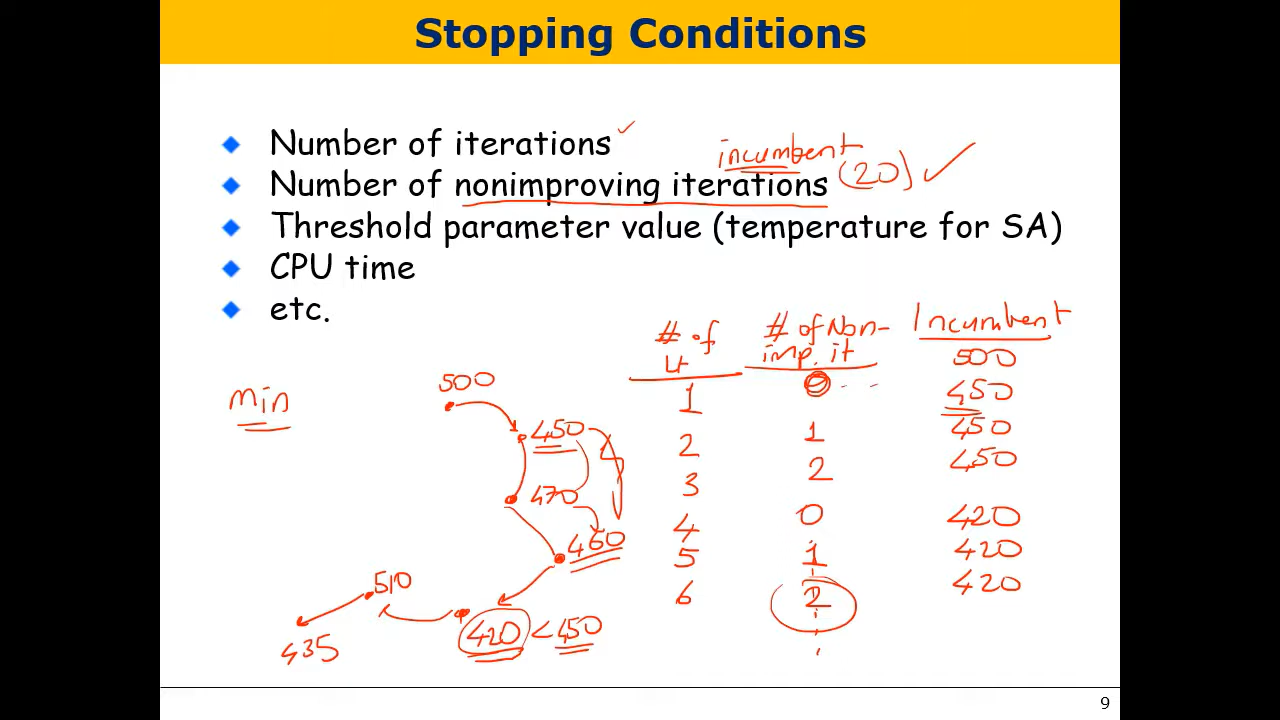 Stopping Conditions
Number of iterations
incumbent
Number of nonimproving iterations (20)
Threshold parameter value (temperature for SA)
CPU time
etc.
min
500
450
470
460
420 < 450
510
435
# of It # of Non-imp. it Incumbent
500
1 0 450
2 1 450
3 2 450
4 0 420
5 1 420
6 2 420
9